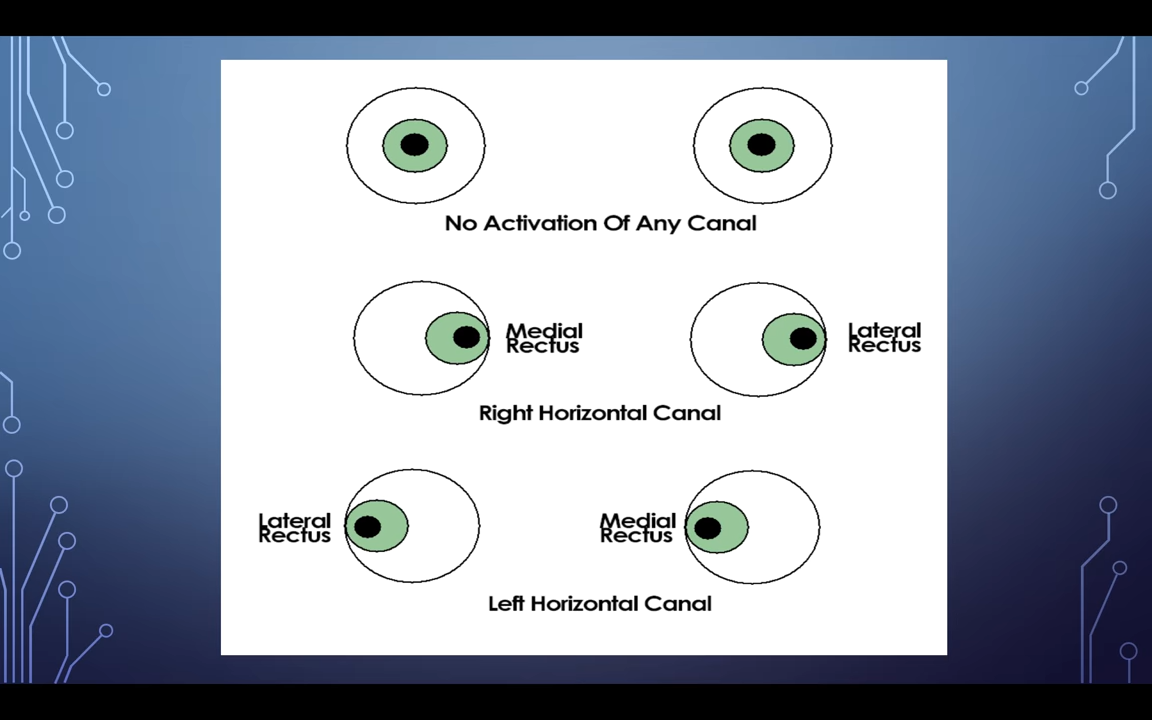 No Activation Of Any Canal
Medial
Rectus
Lateral
Rectus
Right Horizontal Canal
Lateral
Rectus
Medial
Rectus
Left Horizontal Canal